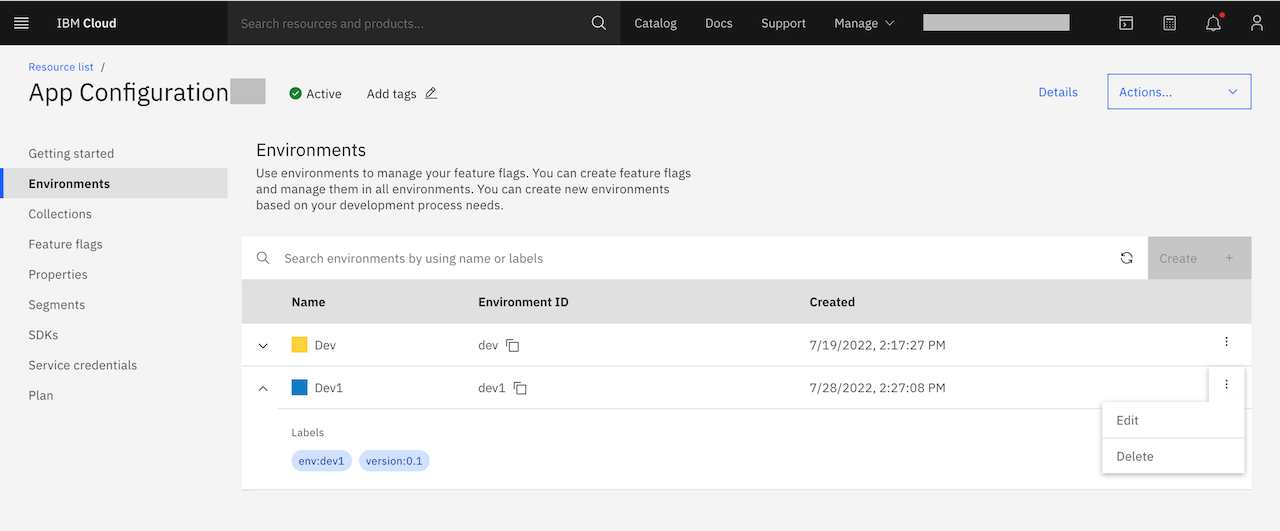 IBM Cloud
Search resources and products...
Catalog
Docs
Support
Manage
Resource list /
App Configuration
Active
Add tags
Details
Actions...
Getting started
Environments
Collections
Feature flags
Properties
Segments
SDKs
Service credentials
Plan
Environments
Use environments to manage your feature flags. You can create feature flags
and manage them in all environments. You can create new environments
based on your development process needs.
Search environments by using name or labels
Create +
Name Environment ID Created
Dev dev 7/19/2022, 2:17:27 PM
Dev1 dev1 7/28/2022, 2:27:08 PM
Edit
Delete
Labels
env:dev1 version:0.1